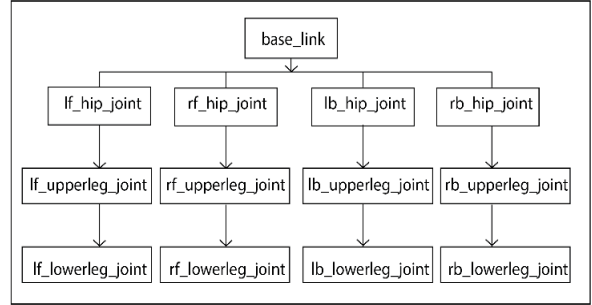 base_link
lf_hip_joint rf_hip_joint lb_hip_joint rb_hip_joint
lf_upperleg_joint rf_upperleg_joint lb_upperleg_joint rb_upperleg_joint
lf_lowerleg_joint rf_lowerleg_joint lb_lowerleg_joint rb_lowerleg_joint